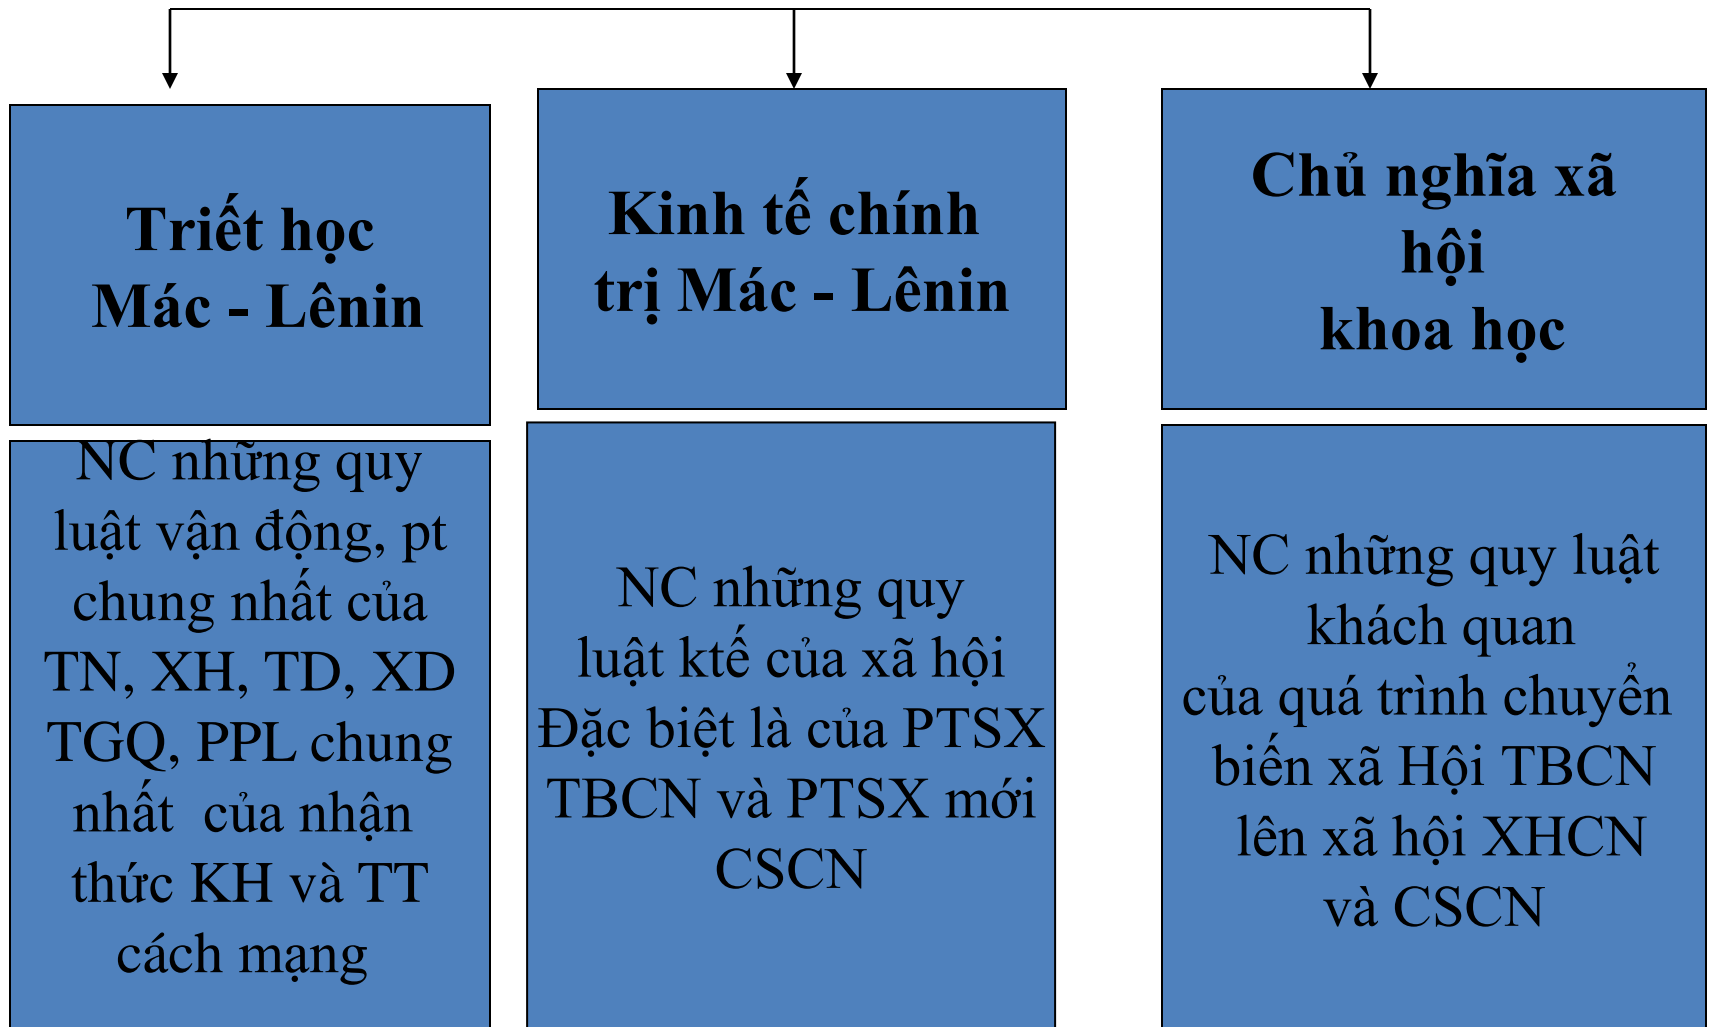 Triết học
Mác - Lênin
Kinh tế chính
trị Mác - Lênin
Chủ nghĩa xã
hội
khoa học
NC những quy
luật vận động, pt
chung nhất của
TN, XH, TD, XD
TGQ, PPL chung
nhất của nhận
thức KH và TT
cách mạng
NC những quy
luật ktế của xã hội
Đặc biệt là của PTSX
TBCN và PTSX mới
CSCN
NC những quy luật
khách quan
của quá trình chuyển
biến xã Hội TBCN
lên xã hội XHCN
và CSCN